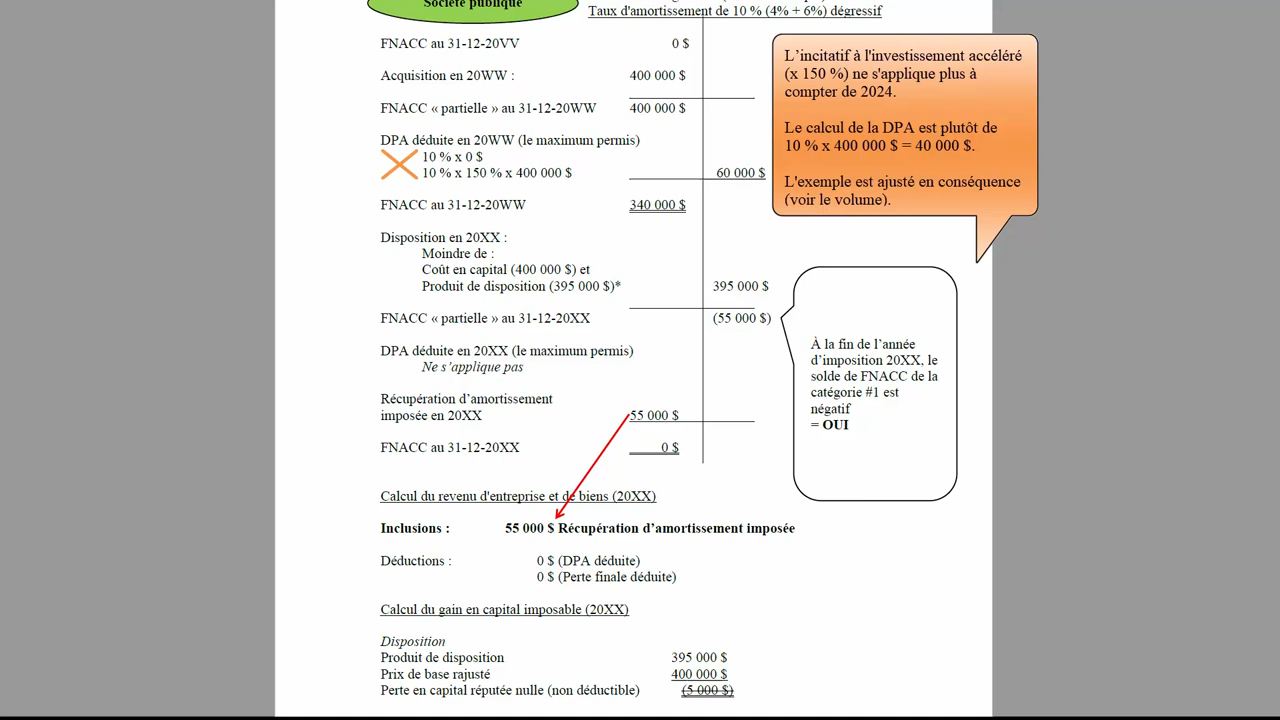 Société publique
Taux d'amortissement de 10 % (4% + 6%) dégressif
FNACC au 31-12-20VV 0 $
Acquisition en 20WW : 400 000 $
FNACC « partielle » au 31-12-20WW 400 000 $
DPA déduite en 20WW (le maximum permis)
10 % x 0 $
10 % x 150 % x 400 000 $ 60 000 $
FNACC au 31-12-20WW 340 000 $
Disposition en 20XX :
Moindre de :
Coût en capital (400 000 $) et
Produit de disposition (395 000 $)* 395 000 $
FNACC « partielle » au 31-12-20XX (55 000 $)
DPA déduite en 20XX (le maximum permis)
Ne s'applique pas
Récupération d'amortissement
imposée en 20XX 55 000 $
FNACC au 31-12-20XX 0 $
Calcul du revenu d'entreprise et de biens (20XX)
Inclusions : 55 000 $ Récupération d'amortissement imposée
Déductions : 0 $ (DPA déduite)
0 $ (Perte finale déduite)
Calcul du gain en capital imposable (20XX)
Disposition
Produit de disposition 395 000 $
Prix de base rajusté 400 000 $
Perte en capital réputée nulle (non déductible) (5 000 $)
L'incitatif à l'investissement accéléré
(x 150 %) ne s'applique plus à
compter de 2024.
Le calcul de la DPA est plutôt de
10 % x 400 000 $ = 40 000 $.
L'exemple est ajusté en conséquence
(voir le volume).
À la fin de l'année
d'imposition 20XX, le
solde de FNACC de la
catégorie #1 est
négatif
= OUI